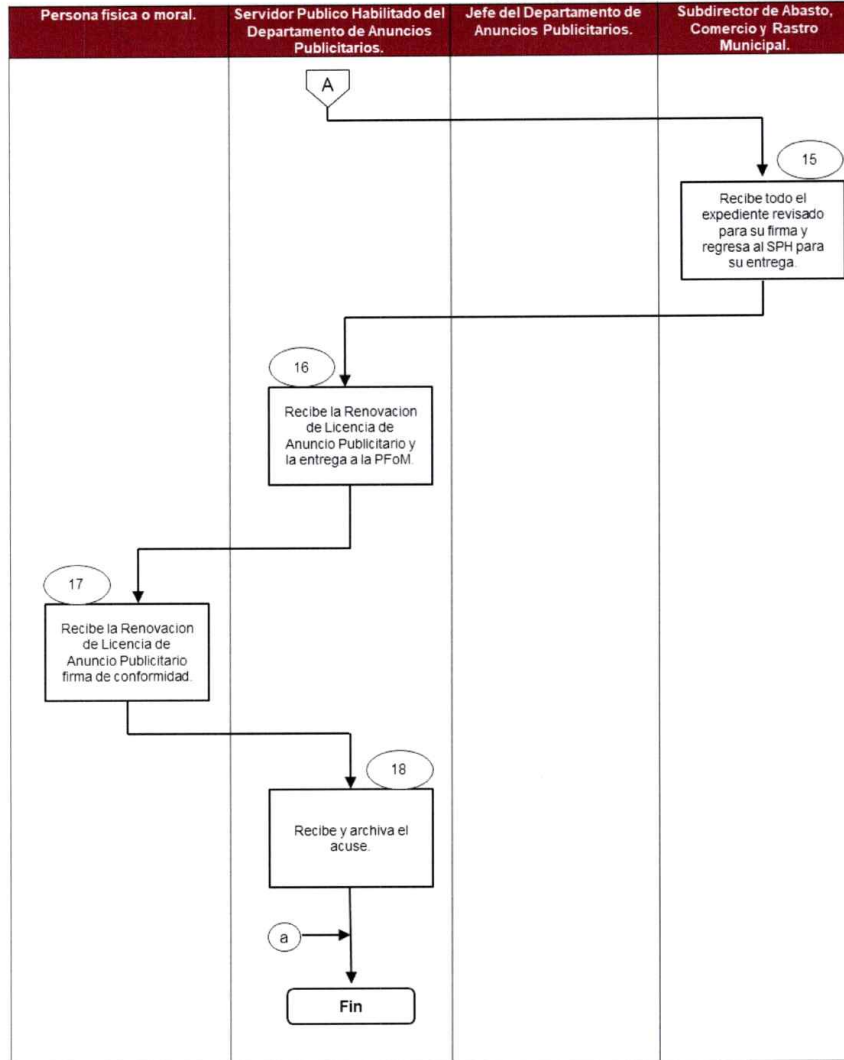 Persona fisica o moral.
Servidor Publico Habilitado del
Departamento de Anuncios
Publicitarios.
Jefe del Departamento de
Anuncios Publicitarios.
Subdirector de Abasto,
Comercio y Rastro
Municipal.
A
15
Recibe todo el
expediente revisado
para su firma y
regresa al SPH para
su entrega.
16
Recibe la Renovacion
de Licencia de
Anuncio Publicitario y
la entrega a la PFoM.
17
Recibe la Renovacion
de Licencia de
Anuncio Publicitario
firma de conformidad.
18
Recibe y archiva el
acuse.
a
Fin